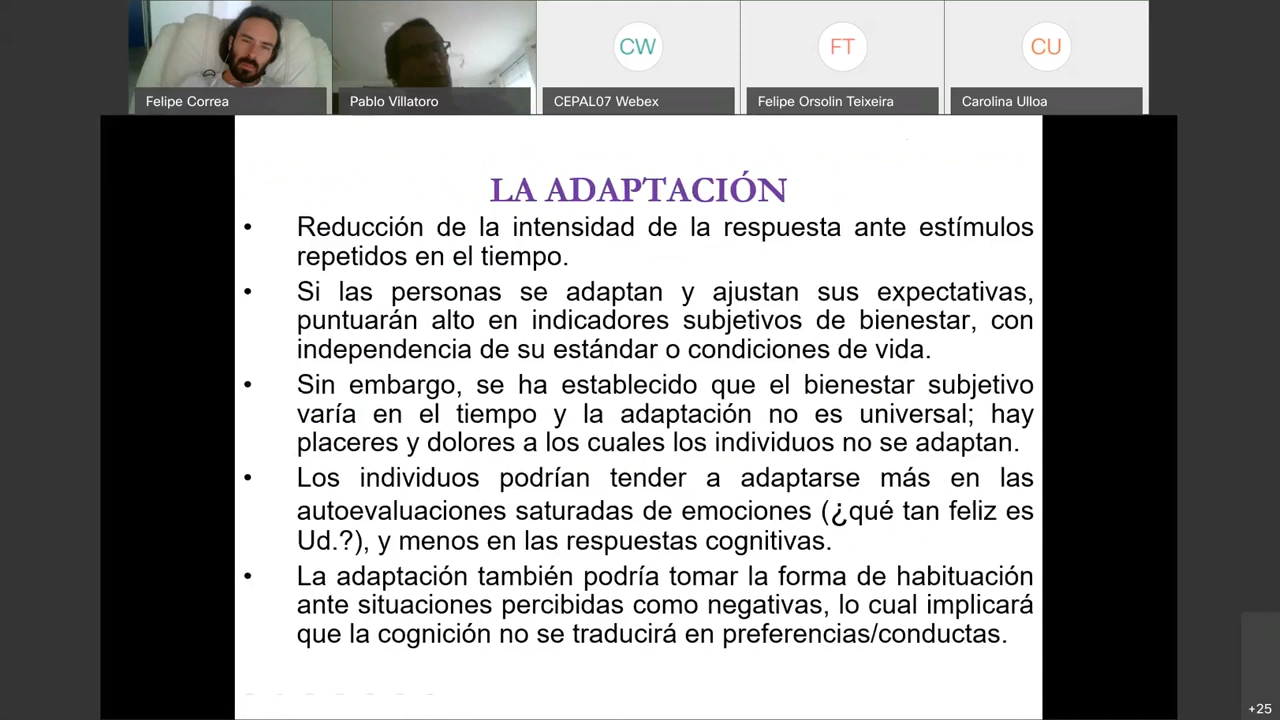 CW
FT
CU
Felipe Correa
Pablo Villatoro
CEPAL07 Webex
Felipe Orsolin Teixeira
Carolina Ulloa
LA ADAPTACIÓN
• Reducción de la intensidad de la respuesta ante estímulos
repetidos en el tiempo.
• Si las personas se adaptan y ajustan sus expectativas,
puntuarán alto en indicadores subjetivos de bienestar, con
independencia de su estándar o condiciones de vida.
• Sin embargo, se ha establecido que el bienestar subjetivo
varía en el tiempo y la adaptación no es universal; hay
placeres y dolores a los cuales los individuos no se adaptan.
• Los individuos podrían tender a adaptarse más en las
autoevaluaciones saturadas de emociones (¿qué tan feliz es
Ud.?), y menos en las respuestas cognitivas.
• La adaptación también podría tomar la forma de habituación
ante situaciones percibidas como negativas, lo cual implicará
que la cognición no se traducirá en preferencias/conductas.
+25